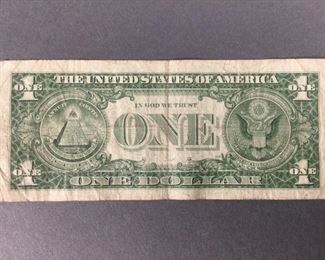 1 1
THE UNITED STATES OF AMERICA
ONE ONE
IN GOD WE TRUST
ONE
ONE ONE
1 1
ONE DOLLAR